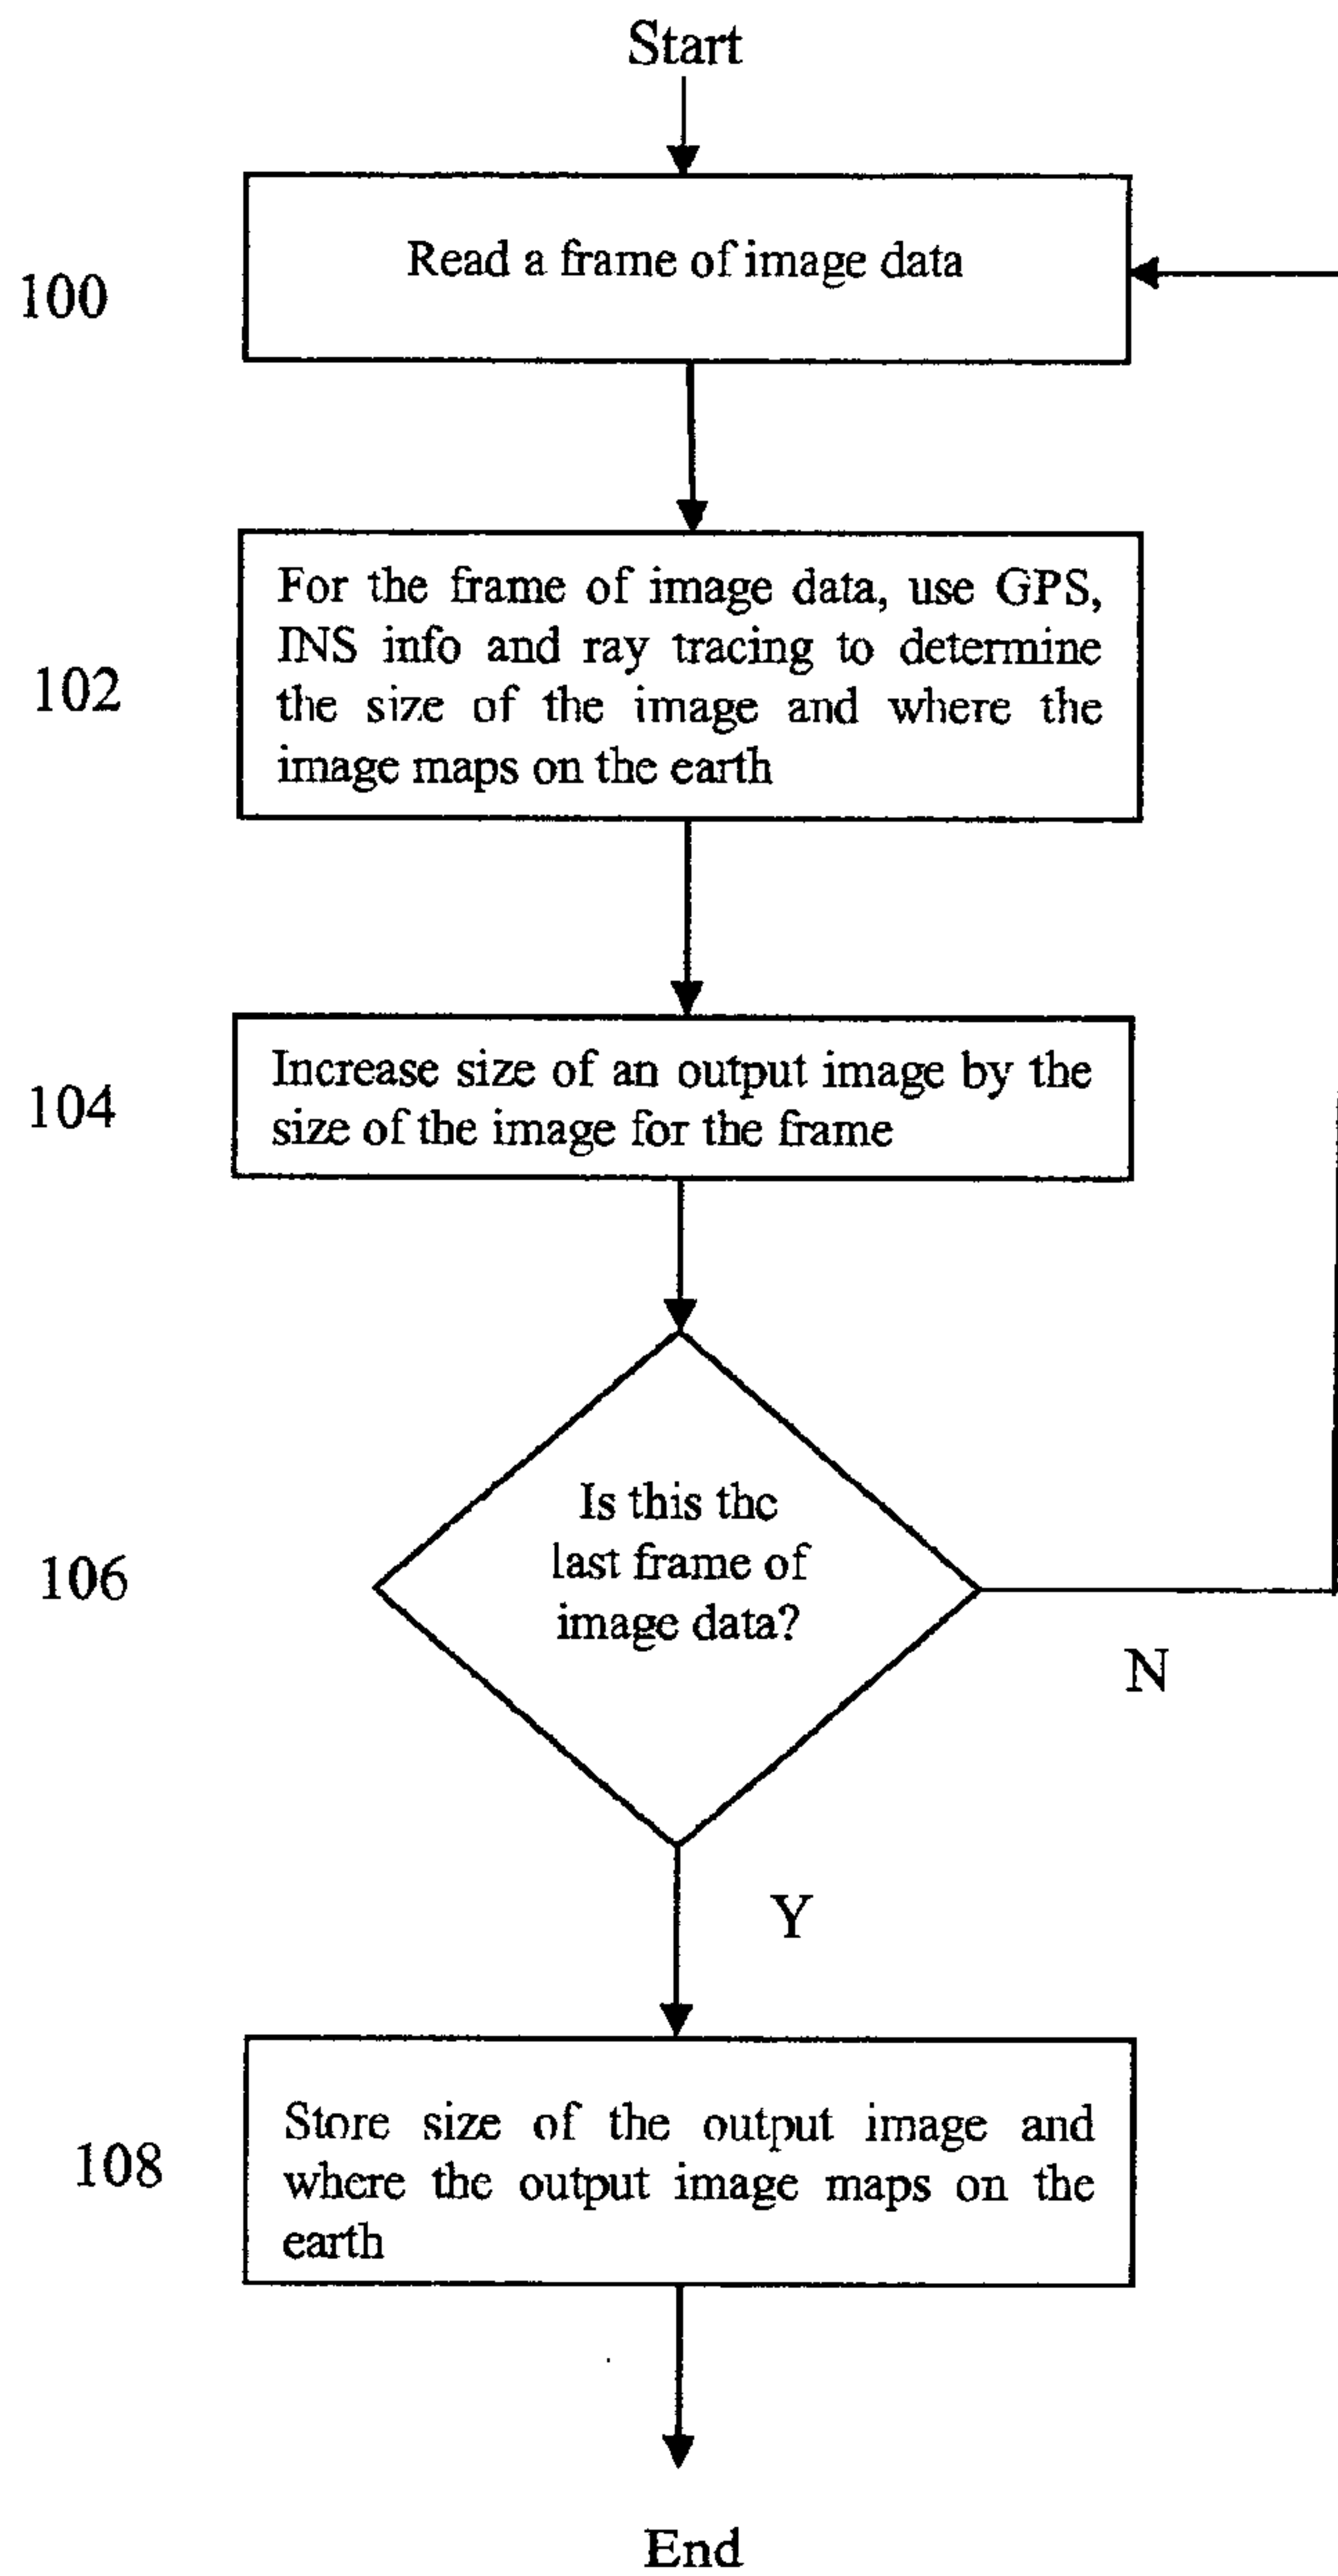 Start
100
Read a frame of image data
102
For the frame of image data, use GPS,
INS info and ray tracing to determine
the size of the image and where the
image maps on the earth
104
Increase size of an output image by the
size of the image for the frame
106
Is this the
last frame of
image data?
N
Y
108
Store size of the output image and
where the output image maps on the
earth
End